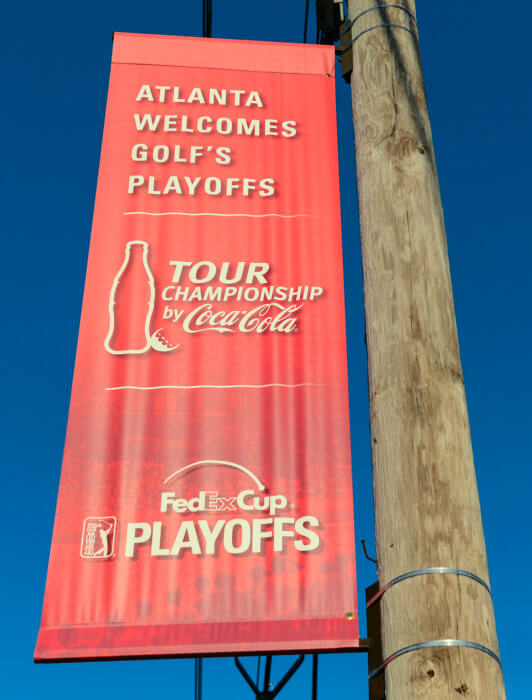 ATLANTA
WELCOMES
GOLF'S
PLAYOFFS
TOUR
CHAMPIONSHIP
by Coca-Cola
FedExCup
PLAYOFFS